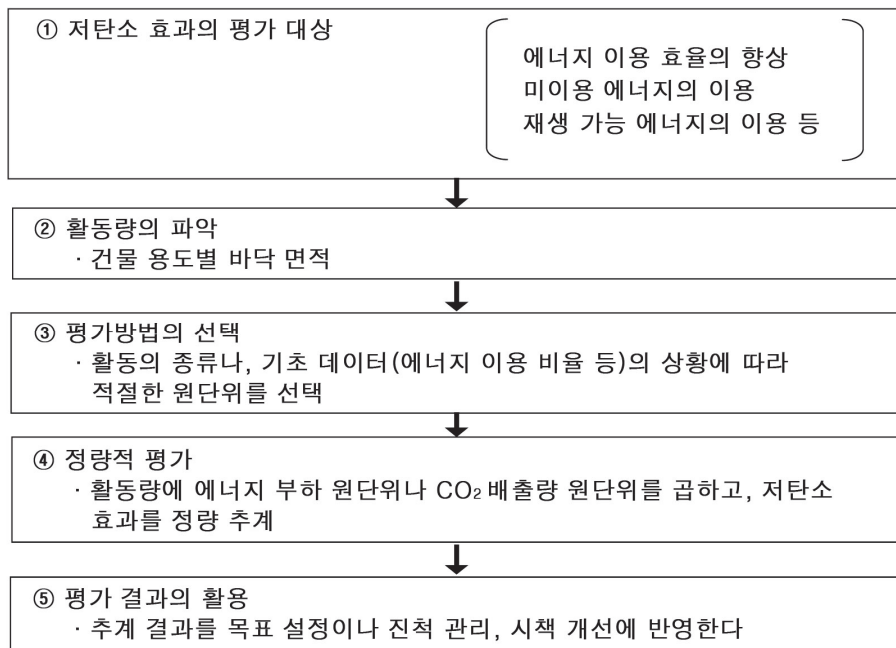 ① 저탄소 효과의 평가 대상
에너지 이용 효율의 향상
미이용 에너지의 이용
재생 가능 에너지의 이용 등
② 활동량의 파악
· 건물 용도별 바닥 면적
③ 평가방법의 선택
· 활동의 종류나, 기초 데이터(에너지 이용 비율 등)의 상황에 따라
적절한 원단위를 선택
④ 정량적 평가
· 활동량에 에너지 부하 원단위나 CO₂ 배출량 원단위를 곱하고, 저탄소
효과를 정량 추계
⑤ 평가 결과의 활용
· 추계 결과를 목표 설정이나 진척 관리, 시책 개선에 반영한다